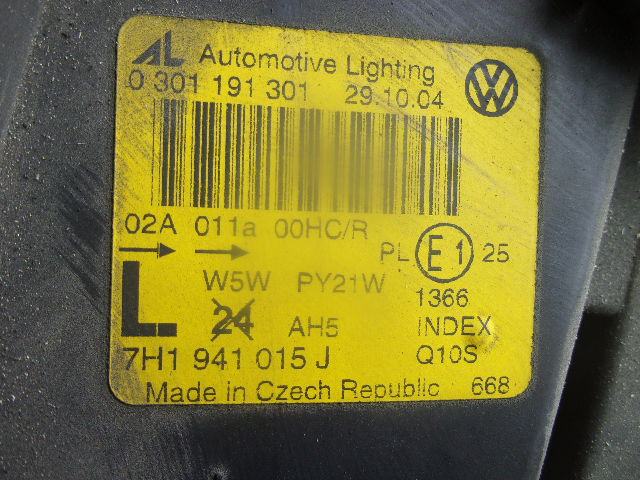 AL Automotive Lighting
0 301 191 301 29.10.04
02A 011a 00HC/R
PL E1 25
W5W PY21W 1366
L 24 AH5 INDEX
7H1 941 015 J Q10S
Made in Czech Republic 668